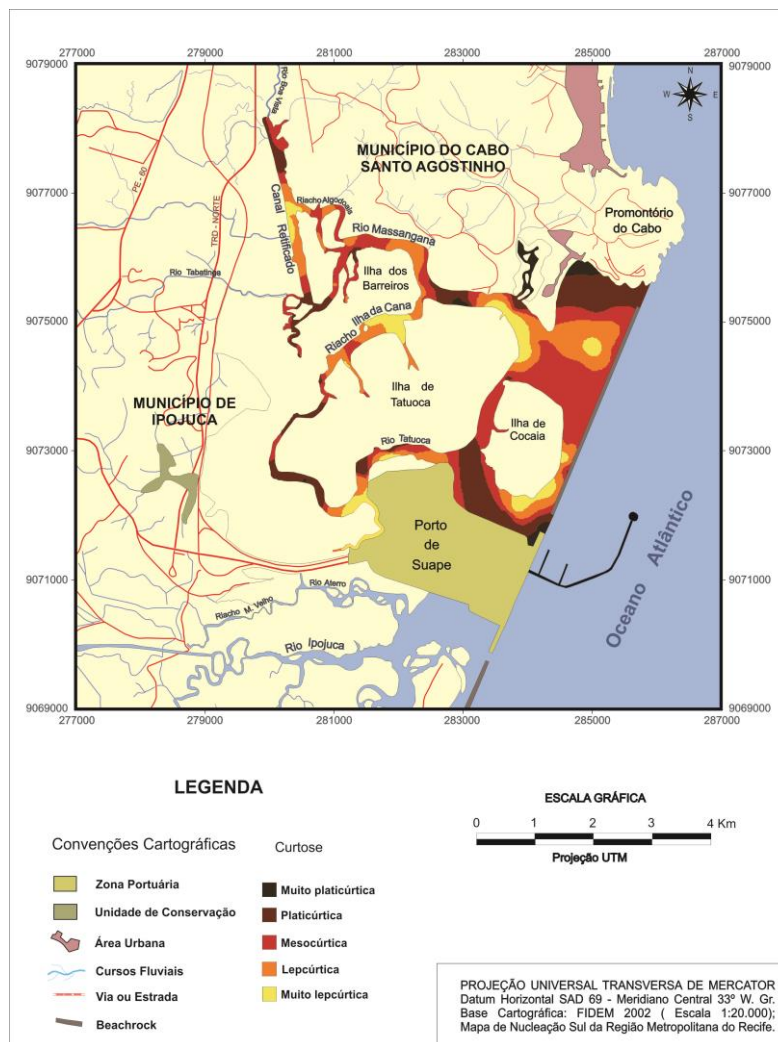 277000 279000 281000 283000 285000 287000
9079000 9079000
N
W E
S
Rio Boa Vista
MUNICÍPIO DO CABO
SANTO AGOSTINHO
PE - 60
TRD - NORTE
9077000 9077000
Riacho Algodoais
Canal Retificado
Rio Massangana
Promontório
do Cabo
Rio Tabatinga
Ilha dos
Barreiros
9075000 9075000
Riacho Ilha da Cana
Ilha de
Tatuoca
MUNICÍPIO DE
IPOJUCA
Ilha de
Cocaia
9073000 9073000
Rio Tatuoca
Porto
de
Suape
Oceano Atlântico
9071000 9071000
Rio Aterro
Riacho M. Velho
Rio Ipojuca
9069000 9069000
277000 279000 281000 283000 285000 287000
LEGENDA
Convenções Cartográficas
Zona Portuária
Unidade de Conservação
Área Urbana
Cursos Fluviais
Via ou Estrada
Beachrock
Curtose
Muito platicúrtica
Platicúrtica
Mesocúrtica
Lepcúrtica
Muito lepcúrtica
ESCALA GRÁFICA
0 1 2 3 4 Km
Projeção UTM
PROJEÇÃO UNIVERSAL TRANSVERSA DE MERCATOR
Datum Horizontal SAD 69 - Meridiano Central 33º W. Gr.
Base Cartográfica: FIDEM 2002 ( Escala 1:20.000);
Mapa de Nucleação Sul da Região Metropolitana do Recife.